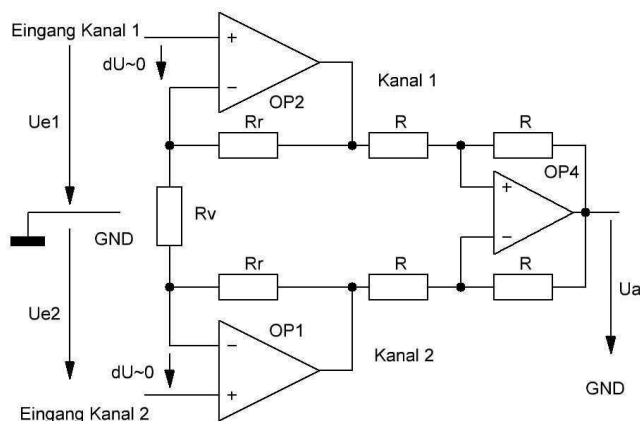 Eingang Kanal 1
+
dU~0
−
OP2
Kanal 1
Ue1
Rr
R
R
OP4
+
Rv
GND
−
Rr
R
R
Ue2
OP1
Ua
−
dU~0
Kanal 2
+
GND
Eingang Kanal 2